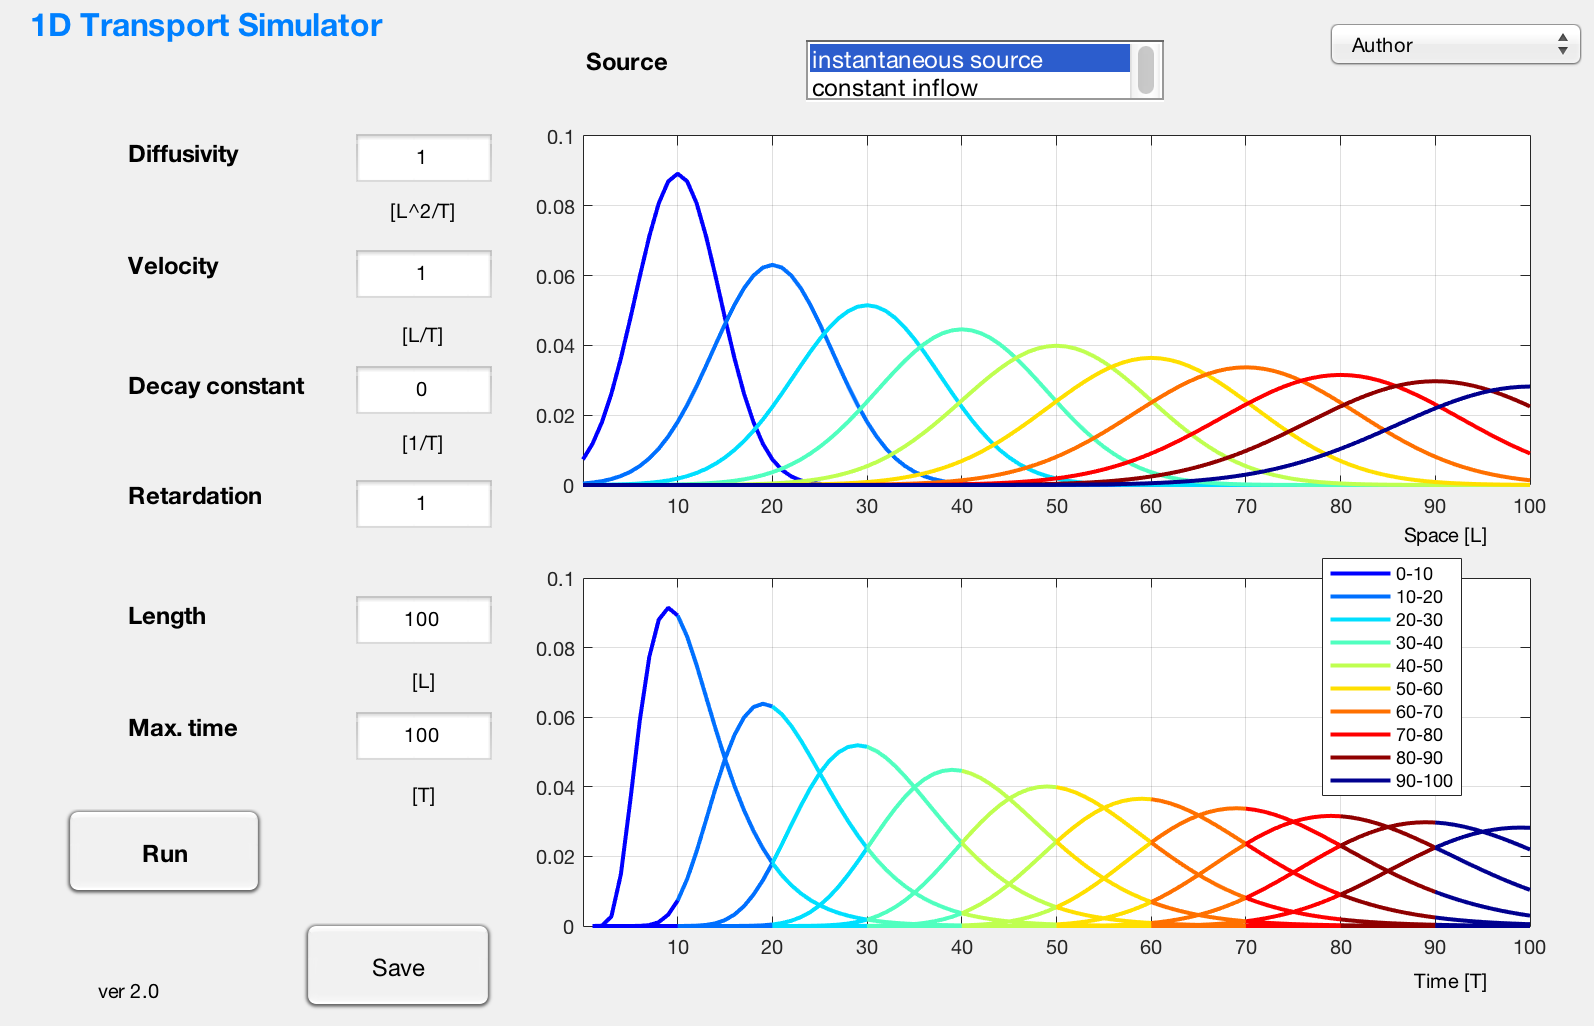 1D Transport Simulator
Source
instantaneous source
constant inflow
Author
Diffusivity
1
[L^2/T]
Velocity
1
[L/T]
Decay constant
0
[1/T]
Retardation
1
Length
100
[L]
Max. time
100
[T]
Run
Save
ver 2.0
0.1
0.08
0.06
0.04
0.02
0
10 20 30 40 50 60 70 80 90 100
Space [L]
0.1
0.08
0.06
0.04
0.02
0
10 20 30 40 50 60 70 80 90 100
Time [T]
0-10
10-20
20-30
30-40
40-50
50-60
60-70
70-80
80-90
90-100